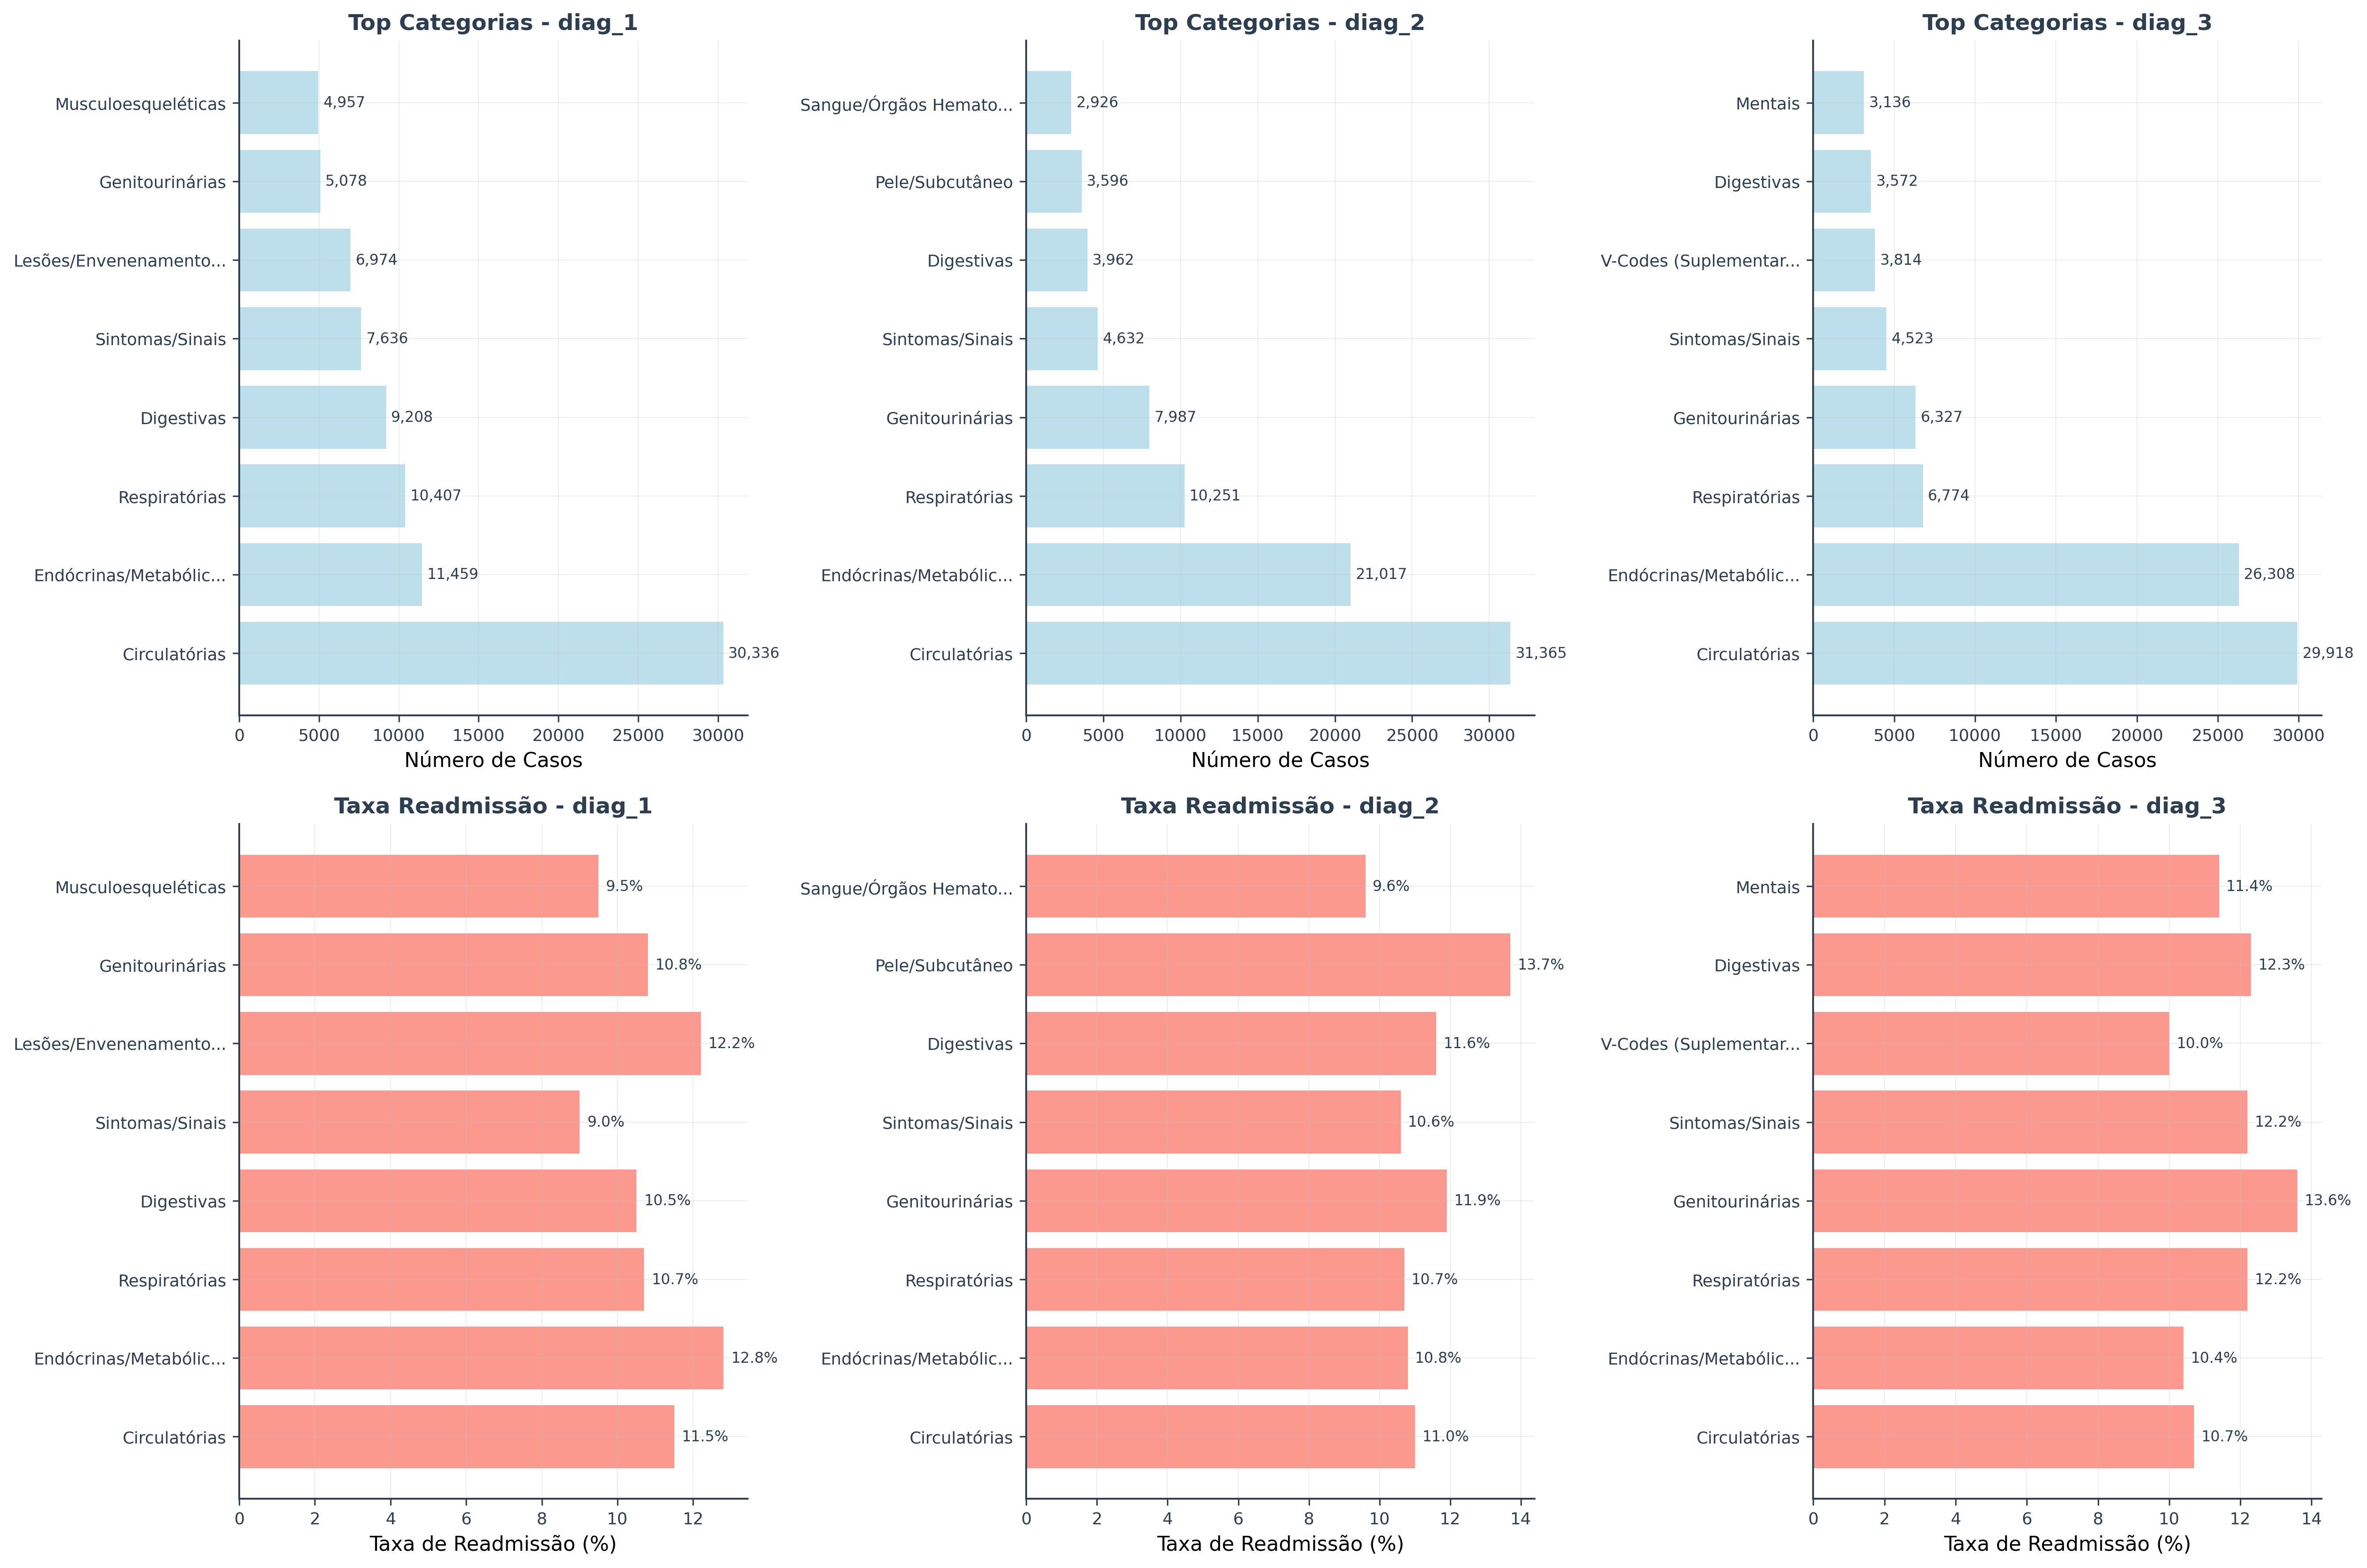 Top Categorias - diag_1
Musculoesqueléticas 4,957
Genitourinárias 5,078
Lesões/Envenenamento... 6,974
Sintomas/Sinais 7,636
Digestivas 9,208
Respiratórias 10,407
Endócrinas/Metabólic... 11,459
Circulatórias 30,336
0 5000 10000 15000 20000 25000 30000
Número de Casos
Top Categorias - diag_2
Sangue/Órgãos Hemato... 2,926
Pele/Subcutâneo 3,596
Digestivas 3,962
Sintomas/Sinais 4,632
Genitourinárias 7,987
Respiratórias 10,251
Endócrinas/Metabólic... 21,017
Circulatórias 31,365
0 5000 10000 15000 20000 25000 30000
Número de Casos
Top Categorias - diag_3
Mentais 3,136
Digestivas 3,572
V-Codes (Suplementar... 3,814
Sintomas/Sinais 4,523
Genitourinárias 6,327
Respiratórias 6,774
Endócrinas/Metabólic... 26,308
Circulatórias 29,918
0 5000 10000 15000 20000 25000 30000
Número de Casos
Taxa Readmissão - diag_1
Musculoesqueléticas 9.5%
Genitourinárias 10.8%
Lesões/Envenenamento... 12.2%
Sintomas/Sinais 9.0%
Digestivas 10.5%
Respiratórias 10.7%
Endócrinas/Metabólic... 12.8%
Circulatórias 11.5%
0 2 4 6 8 10 12
Taxa de Readmissão (%)
Taxa Readmissão - diag_2
Sangue/Órgãos Hemato... 9.6%
Pele/Subcutâneo 13.7%
Digestivas 11.6%
Sintomas/Sinais 10.6%
Genitourinárias 11.9%
Respiratórias 10.7%
Endócrinas/Metabólic... 10.8%
Circulatórias 11.0%
0 2 4 6 8 10 12 14
Taxa de Readmissão (%)
Taxa Readmissão - diag_3
Mentais 11.4%
Digestivas 12.3%
V-Codes (Suplementar... 10.0%
Sintomas/Sinais 12.2%
Genitourinárias 13.6%
Respiratórias 12.2%
Endócrinas/Metabólic... 10.4%
Circulatórias 10.7%
0 2 4 6 8 10 12 14
Taxa de Readmissão (%)